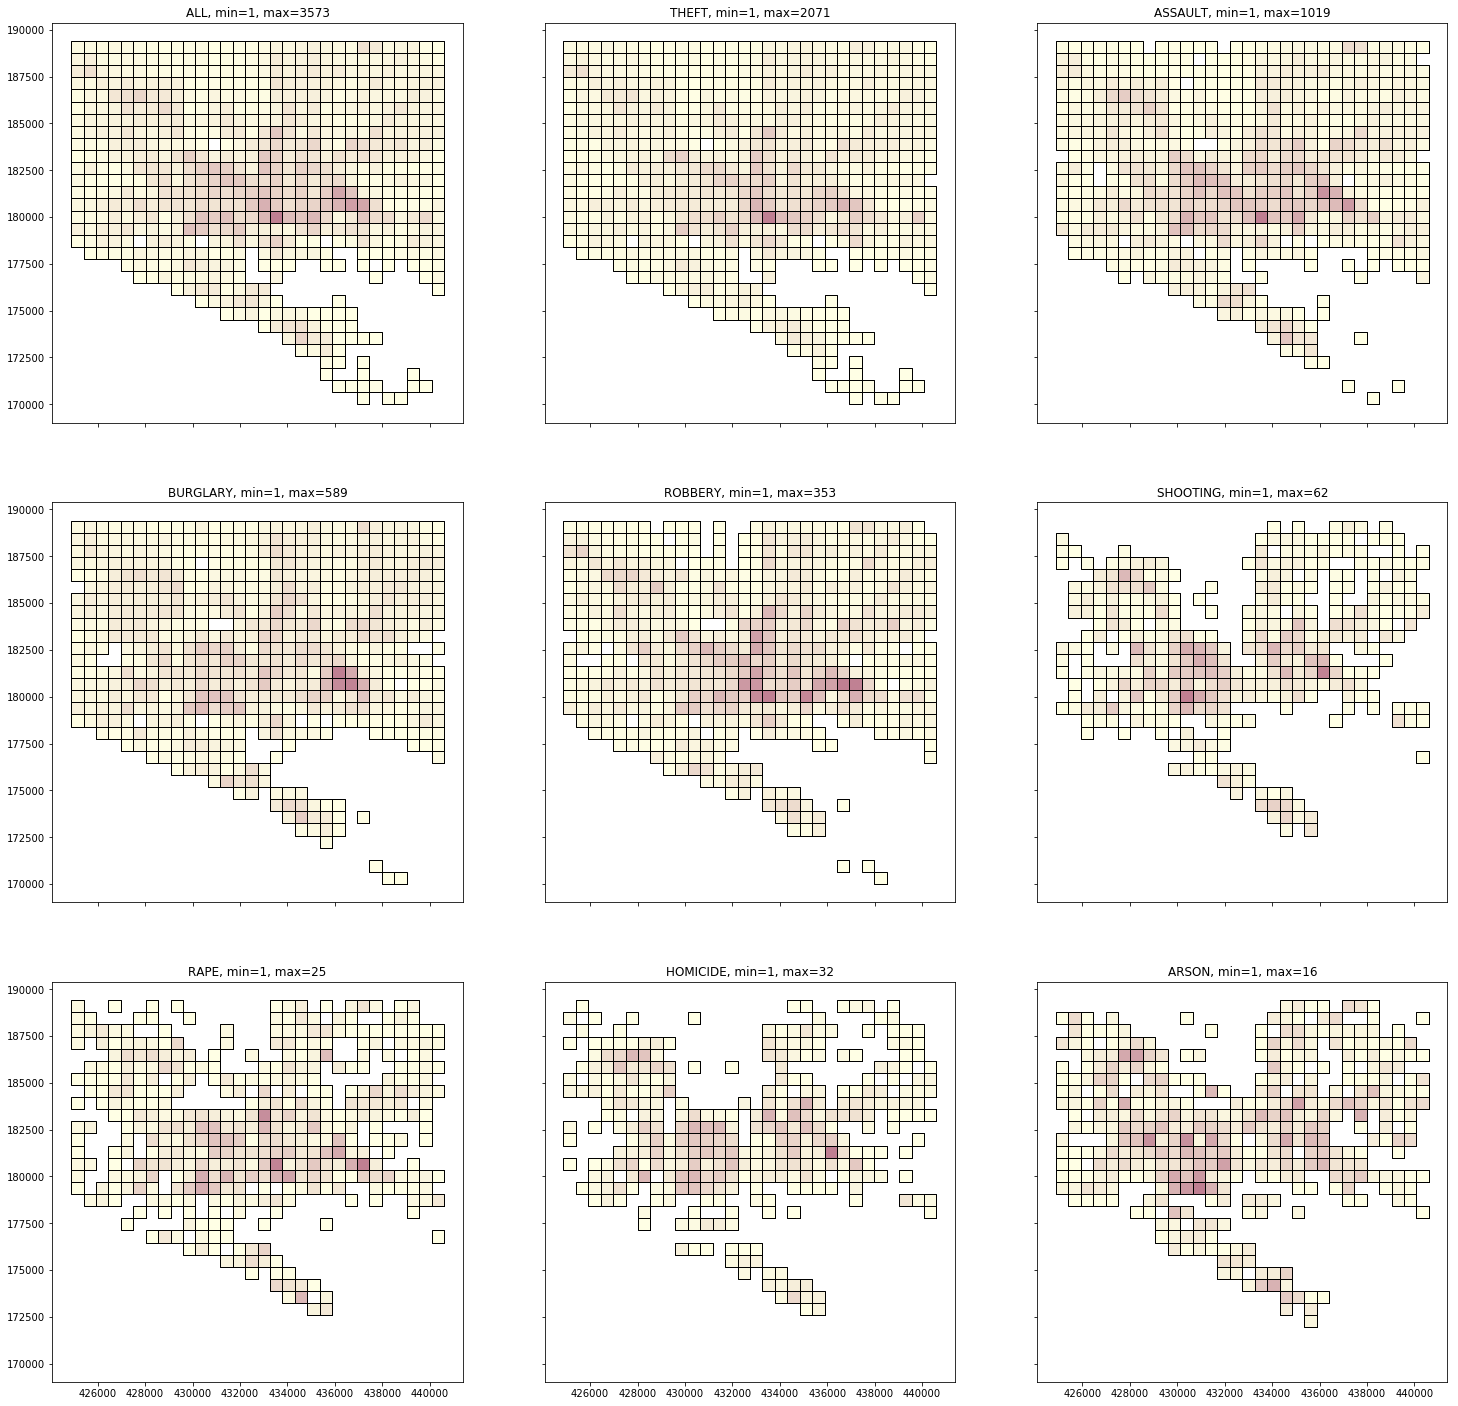 ALL, min=1, max=3573
THEFT, min=1, max=2071
ASSAULT, min=1, max=1019
190000
187500
185000
182500
180000
177500
175000
172500
170000
BURGLARY, min=1, max=589
ROBBERY, min=1, max=353
SHOOTING, min=1, max=62
190000
187500
185000
182500
180000
177500
175000
172500
170000
RAPE, min=1, max=25
HOMICIDE, min=1, max=32
ARSON, min=1, max=16
190000
187500
185000
182500
180000
177500
175000
172500
170000
426000 428000 430000 432000 434000 436000 438000 440000
426000 428000 430000 432000 434000 436000 438000 440000
426000 428000 430000 432000 434000 436000 438000 440000